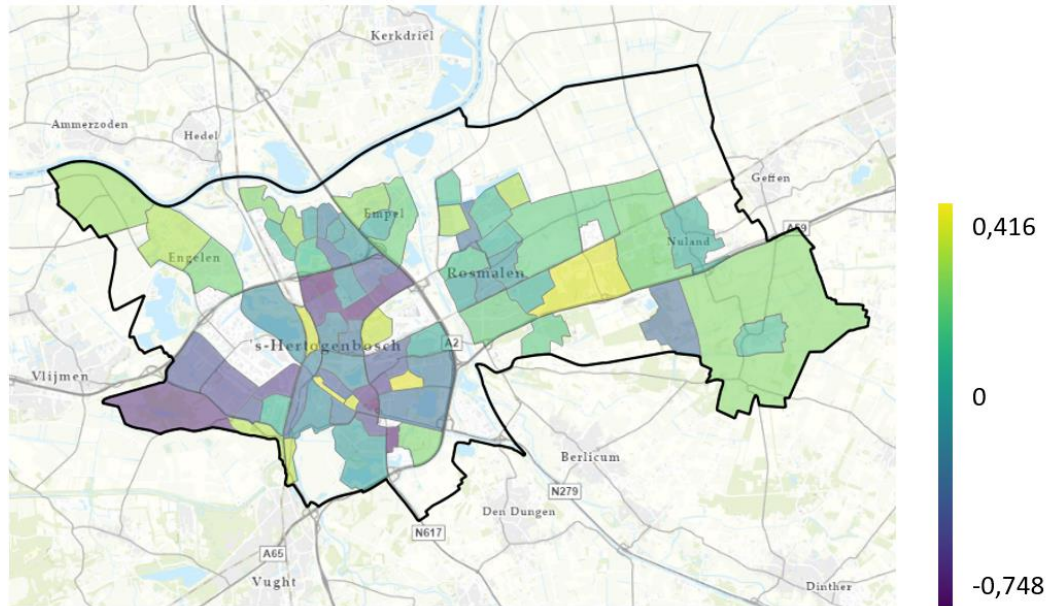 Kerkdriel
Ammerzoden
Hedel
Geffen
A59
Empel
Nuland
Engelen
Rosmalen
0,416
's-Hertogenbosch
A2
Vlijmen
0
Berlicum
N279
Den Dungen
N617
A65
Vught
Dinther
-0,748